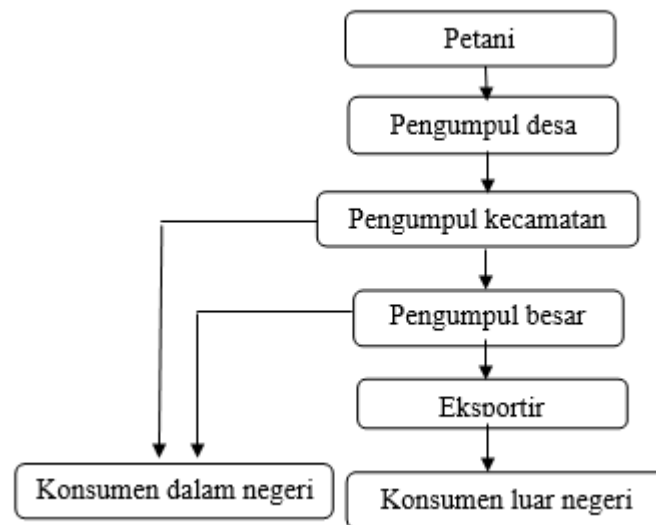 Petani
Pengumpul desa
Pengumpul kecamatan
Pengumpul besar
Eksportir
Konsumen dalam negeri
Konsumen luar negeri